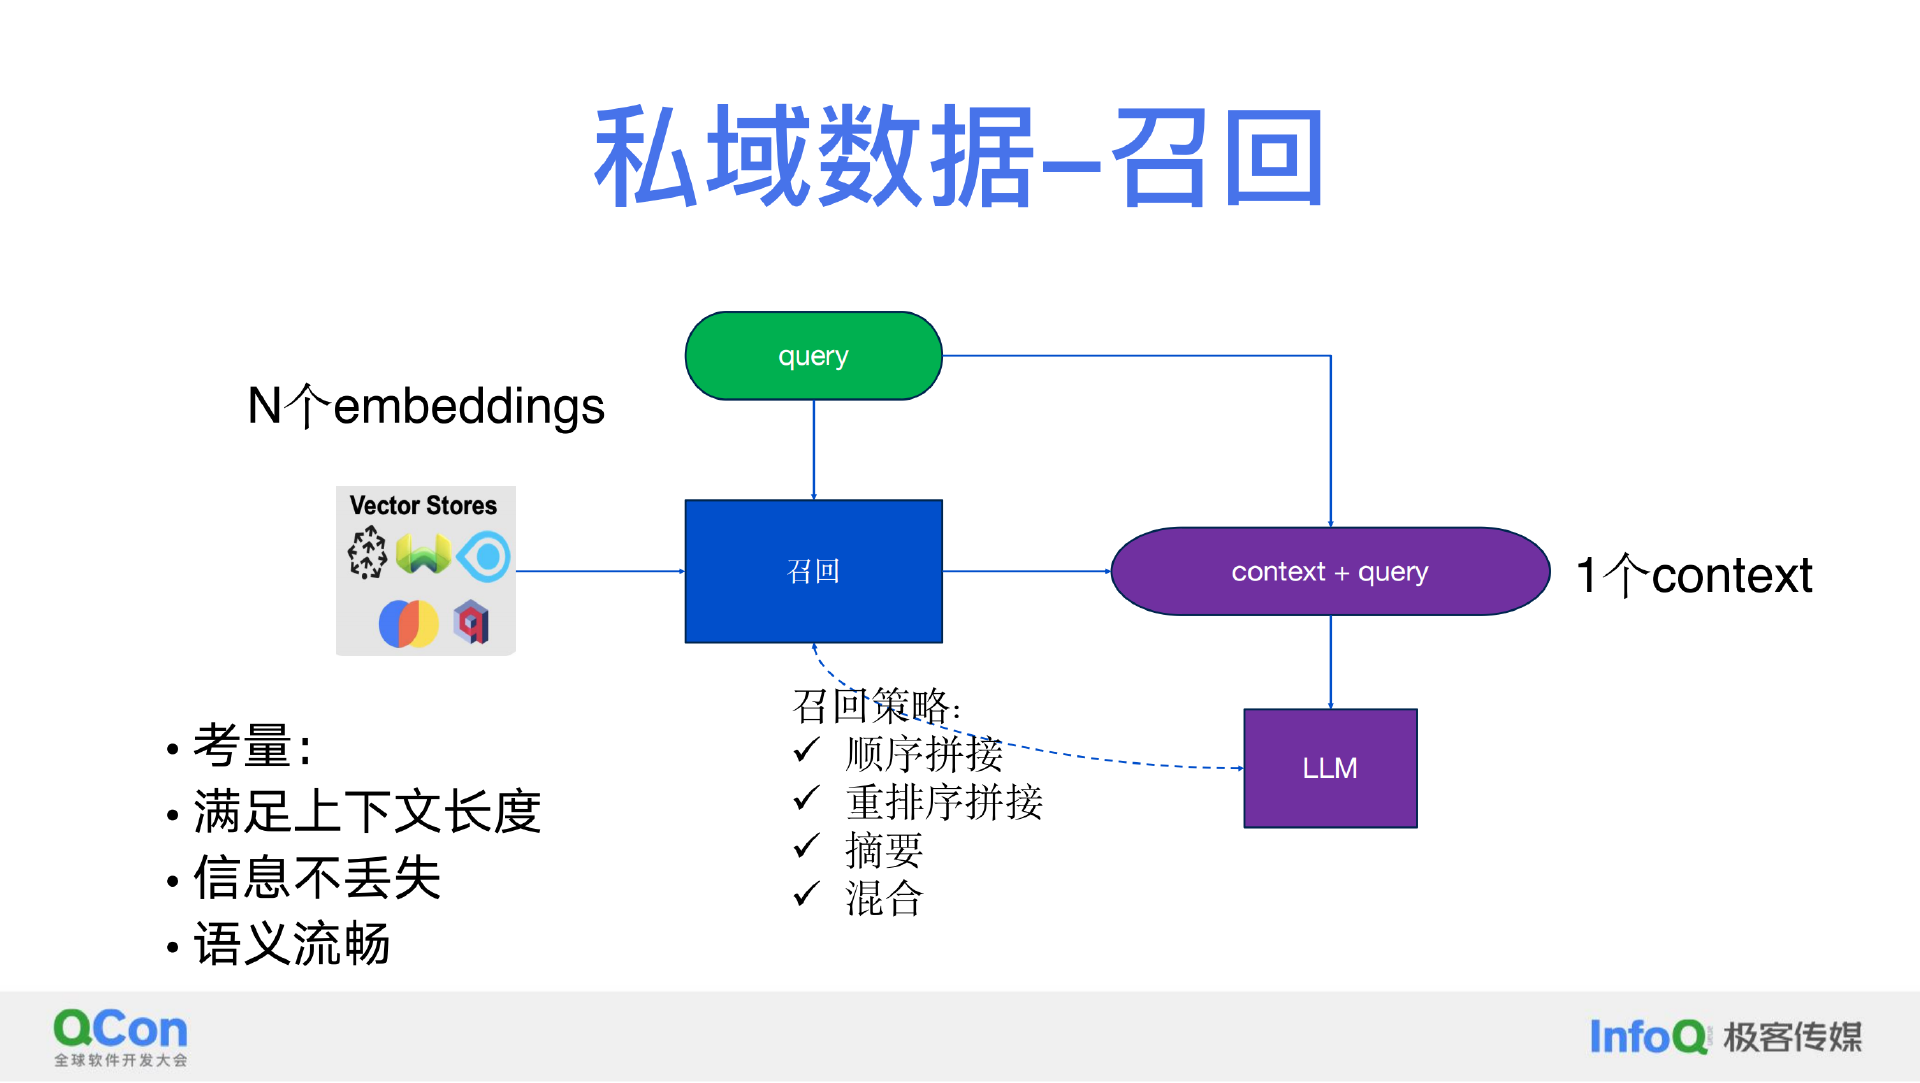 私域数据–召回
query
N个embeddings
Vector Stores
召回
context + query
1个context
召回策略：
✓ 顺序拼接
✓ 重排序拼接
✓ 摘要
✓ 混合
LLM
• 考量：
• 满足上下文长度
• 信息不丢失
• 语义流畅
QCon
全球软件开发大会
InfoQ 极客传媒